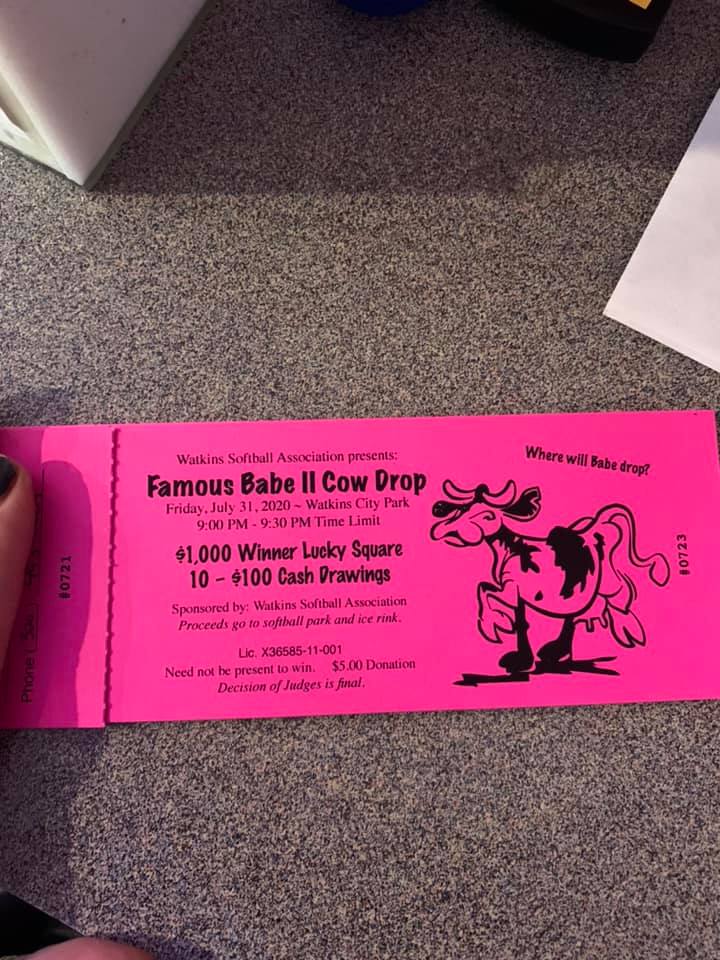 Phone (
#0721
Watkins Softball Association presents:
Famous Babe II Cow Drop
Friday, July 31, 2020 ~ Watkins City Park
9:00 PM - 9:30 PM Time Limit
$1,000 Winner Lucky Square
10 - $100 Cash Drawings
Sponsored by: Watkins Softball Association
Proceeds go to softball park and ice rink.
Lic. X36585-11-001
Need not be present to win. $5.00 Donation
Decision of Judges is final.
Where will Babe drop?
#0723